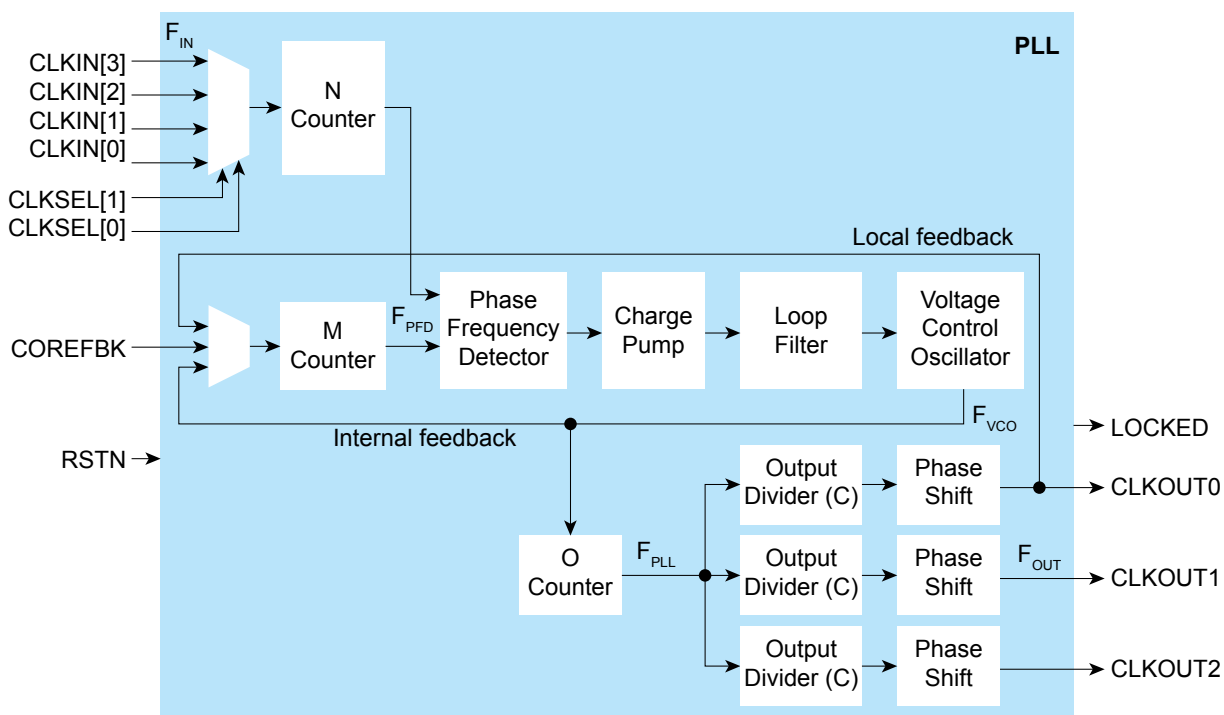 PLL
F_IN
CLKIN[3]
CLKIN[2]
CLKIN[1]
CLKIN[0]
CLKSEL[1]
CLKSEL[0]
N
Counter
Local feedback
COREFBK
M
Counter
F_PFD
Phase
Frequency
Detector
Charge
Pump
Loop
Filter
Voltage
Control
Oscillator
Internal feedback
F_VCO
RSTN
LOCKED
Output
Divider (C)
Phase
Shift
CLKOUT0
O
Counter
F_PLL
Output
Divider (C)
Phase
Shift
F_OUT
CLKOUT1
Output
Divider (C)
Phase
Shift
CLKOUT2